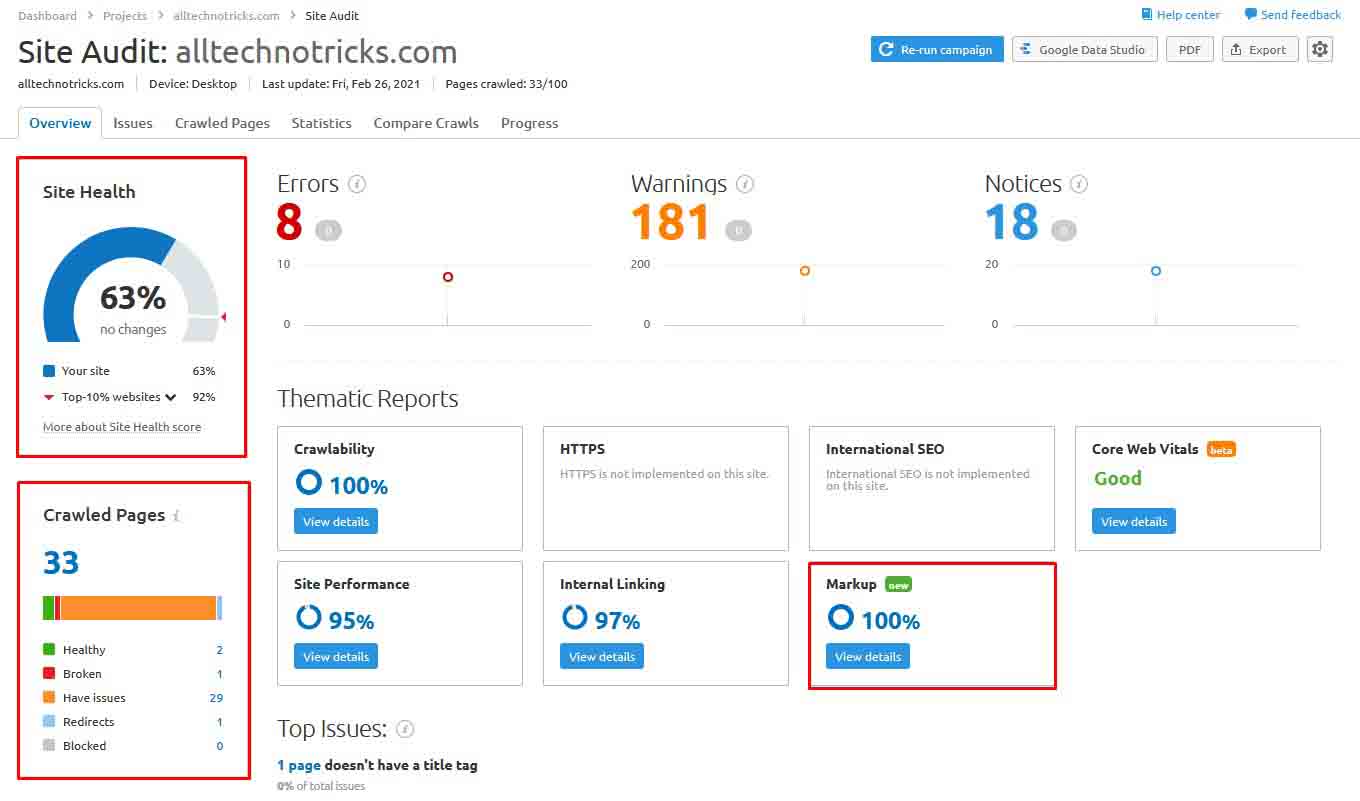 Dashboard > Projects > alltechnotricks.com > Site Audit
Help center
Send feedback
Site Audit: alltechnotricks.com
Re-run campaign
Google Data Studio
PDF
Export
alltechnotricks.com
Device: Desktop
Last update: Fri, Feb 26, 2021
Pages crawled: 33/100
Overview
Issues
Crawled Pages
Statistics
Compare Crawls
Progress
Site Health
63%
no changes
Your site 63%
Top-10% websites 92%
More about Site Health score
Crawled Pages i
33
Healthy 2
Broken 1
Have issues 29
Redirects 1
Blocked 0
Errors i
8 0
10
0
Warnings i
181 0
200
0
Notices i
18 0
20
0
Thematic Reports
Crawlability
100%
View details
HTTPS
HTTPS is not implemented on this site.
International SEO
International SEO is not implemented
on this site.
Core Web Vitals beta
Good
View details
Site Performance
95%
View details
Internal Linking
97%
View details
Markup new
100%
View details
Top Issues: i
1 page doesn't have a title tag
0% of total issues